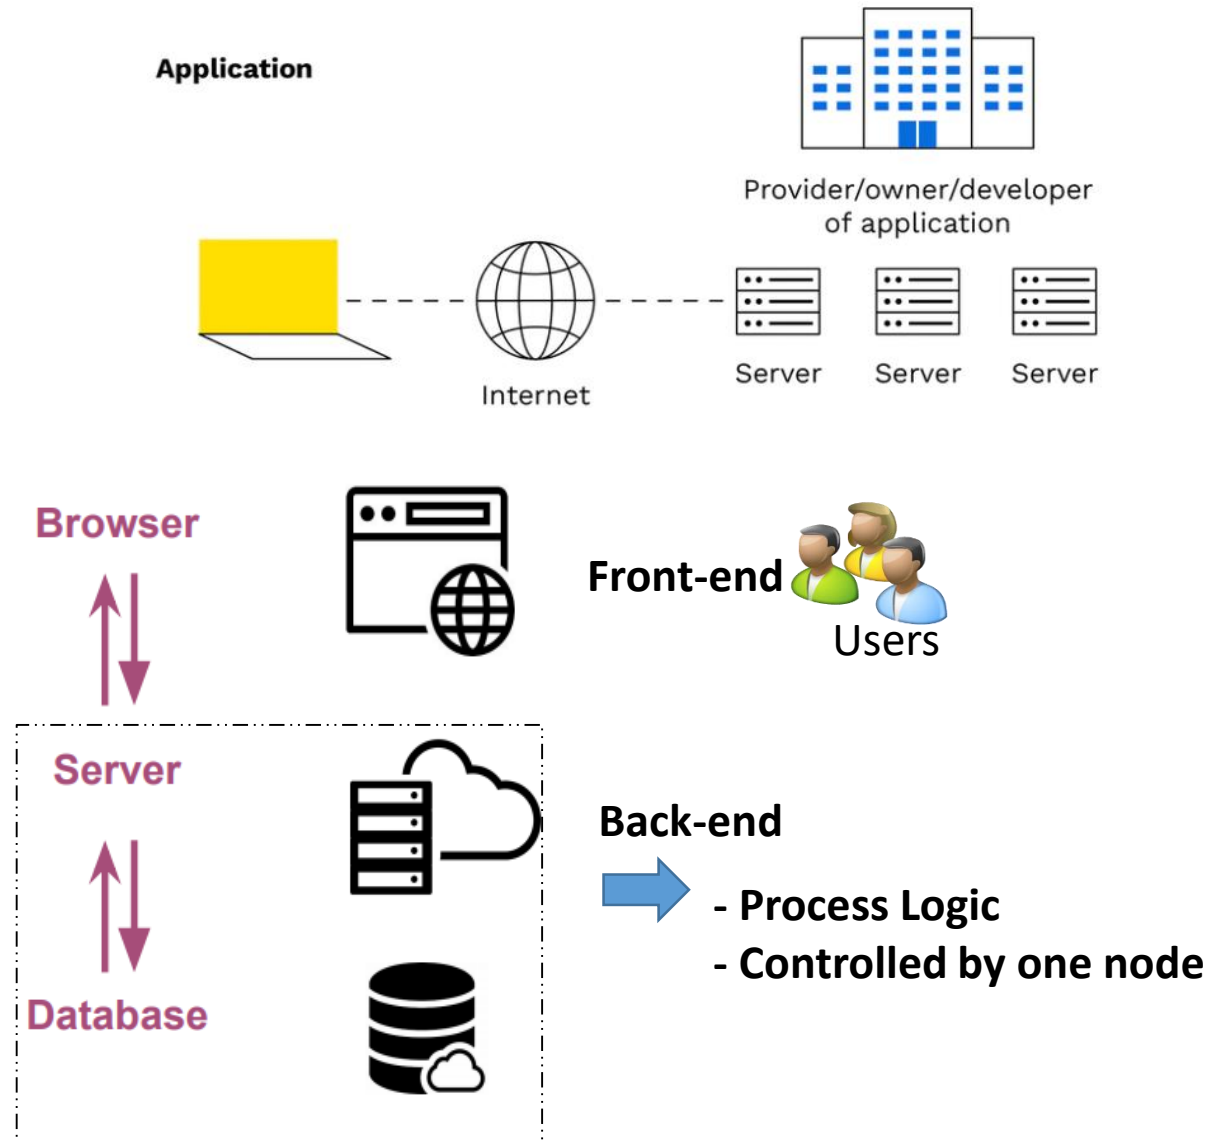 Application
Provider/owner/developer
of application
Internet
Server
Server
Server
Browser
Front-end
Users
Server
Back-end
- Process Logic
- Controlled by one node
Database